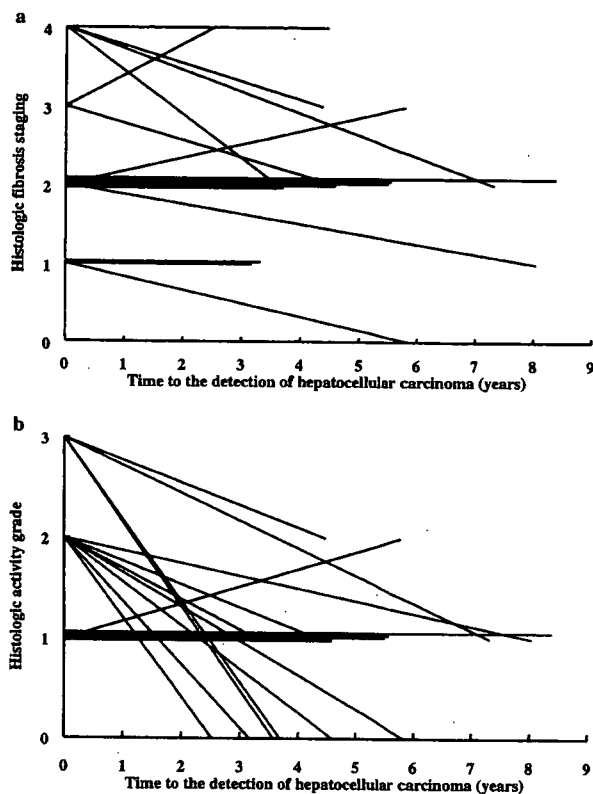 a
4
3
2
1
0
Histologic fibrosis staging
0 1 2 3 4 5 6 7 8 9
Time to the detection of hepatocellular carcinoma (years)
b
3
2
1
0
Histologic activity grade
0 1 2 3 4 5 6 7 8 9
Time to the detection of hepatocellular carcinoma (years)